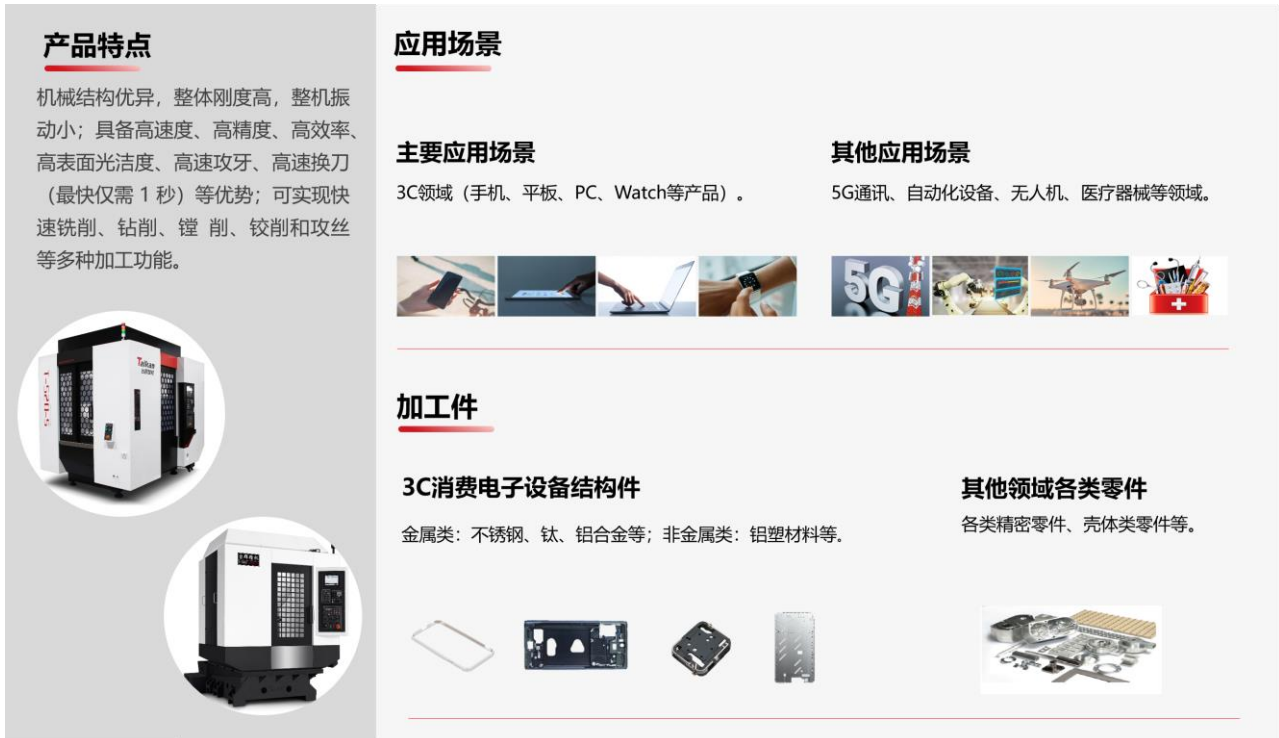 产品特点
机械结构优异，整体刚度高，整机振
动小；具备高速度、高精度、高效率、
高表面光洁度、高速攻牙、高速换刀
（最快仅需 1 秒）等优势；可实现快
速铣削、钻削、镗 削、铰削和攻丝
等多种加工功能。
Taikan
T-500-S
应用场景
主要应用场景
3C领域（手机、平板、PC、Watch等产品）。
其他应用场景
5G通讯、自动化设备、无人机、医疗器械等领域。
5G
加工件
3C消费电子设备结构件
金属类：不锈钢、钛、铝合金等；非金属类：铝塑材料等。
其他领域各类零件
各类精密零件、壳体类零件等。